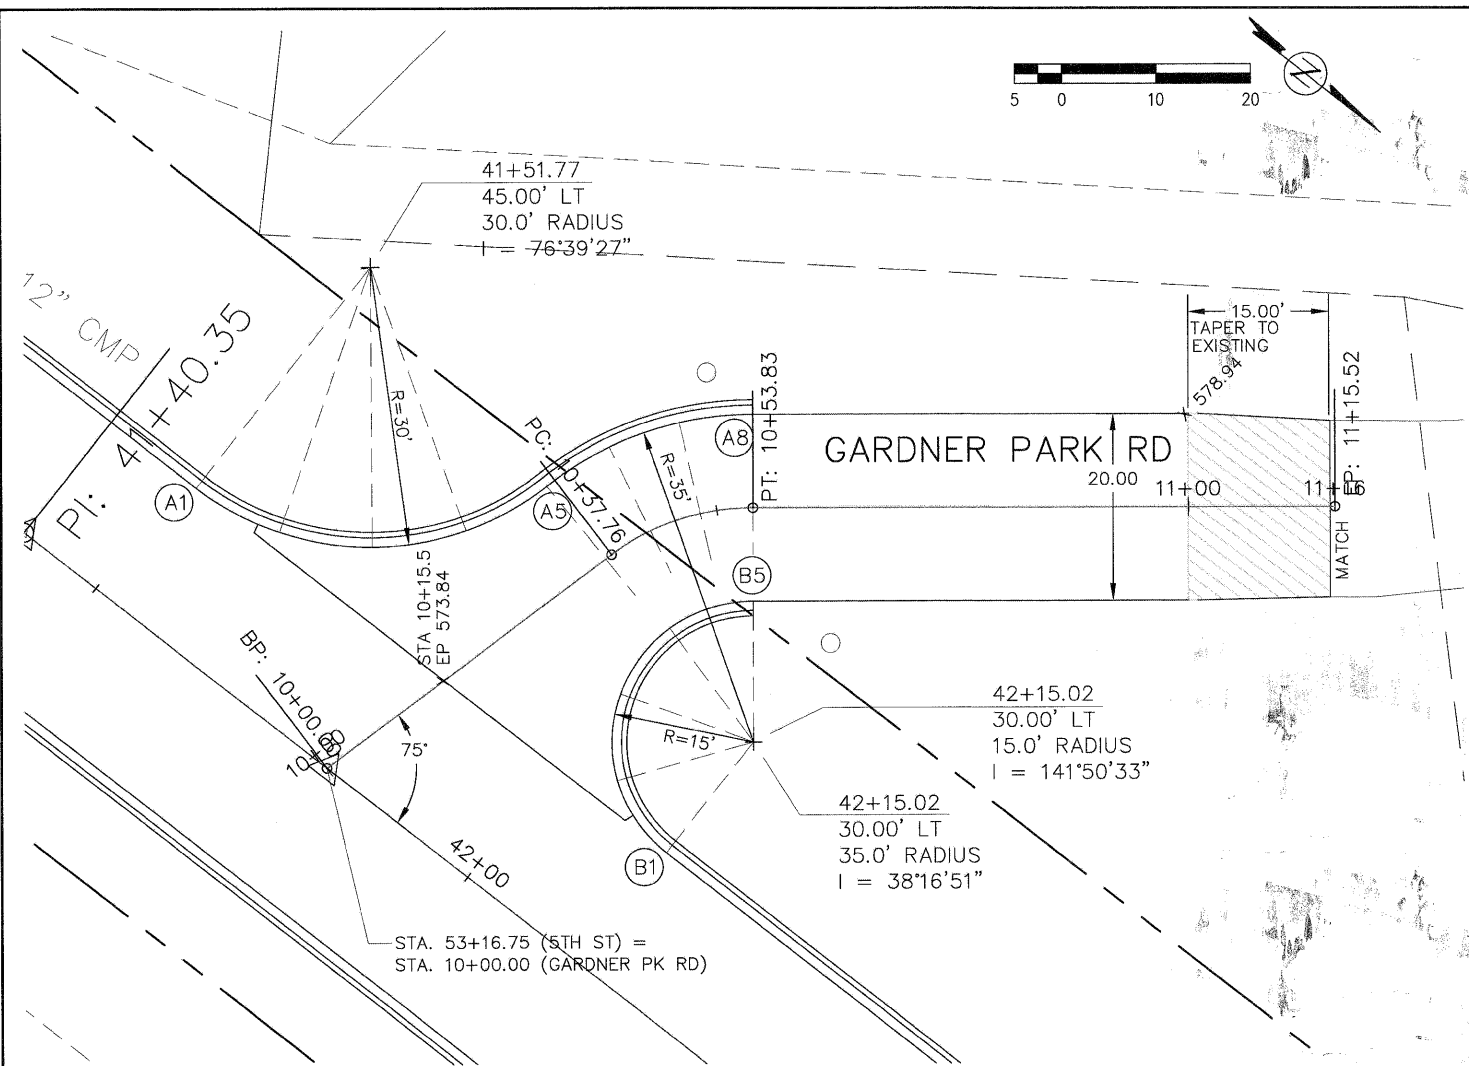 5 0 10 20
N
41+51.77
45.00' LT
30.0' RADIUS
I = 76°39'27"
12" CMP
PI: 41+40.35
R=30'
A1
PC: 10+37.76
A5
R=35'
A8
PT: 10+53.83
GARDNER PARK RD
20.00
15.00'
TAPER TO
EXISTING
578.94
11+00
EP: 11+15.52
MATCH
B5
STA 10+15.5
EP 573.84
BP: 10+00.00
75°
R=15'
42+15.02
30.00' LT
15.0' RADIUS
I = 141°50'33"
42+15.02
30.00' LT
35.0' RADIUS
I = 38°16'51"
42+00
B1
STA. 53+16.75 (5TH ST) =
STA. 10+00.00 (GARDNER PK RD)